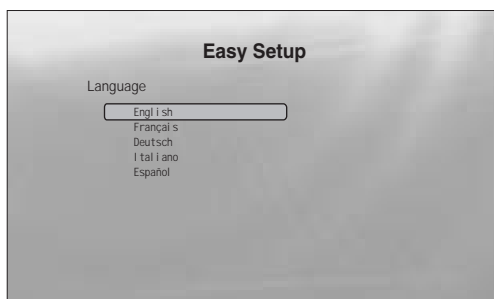 Easy Setup
Language
English
Français
Deutsch
Italiano
Español